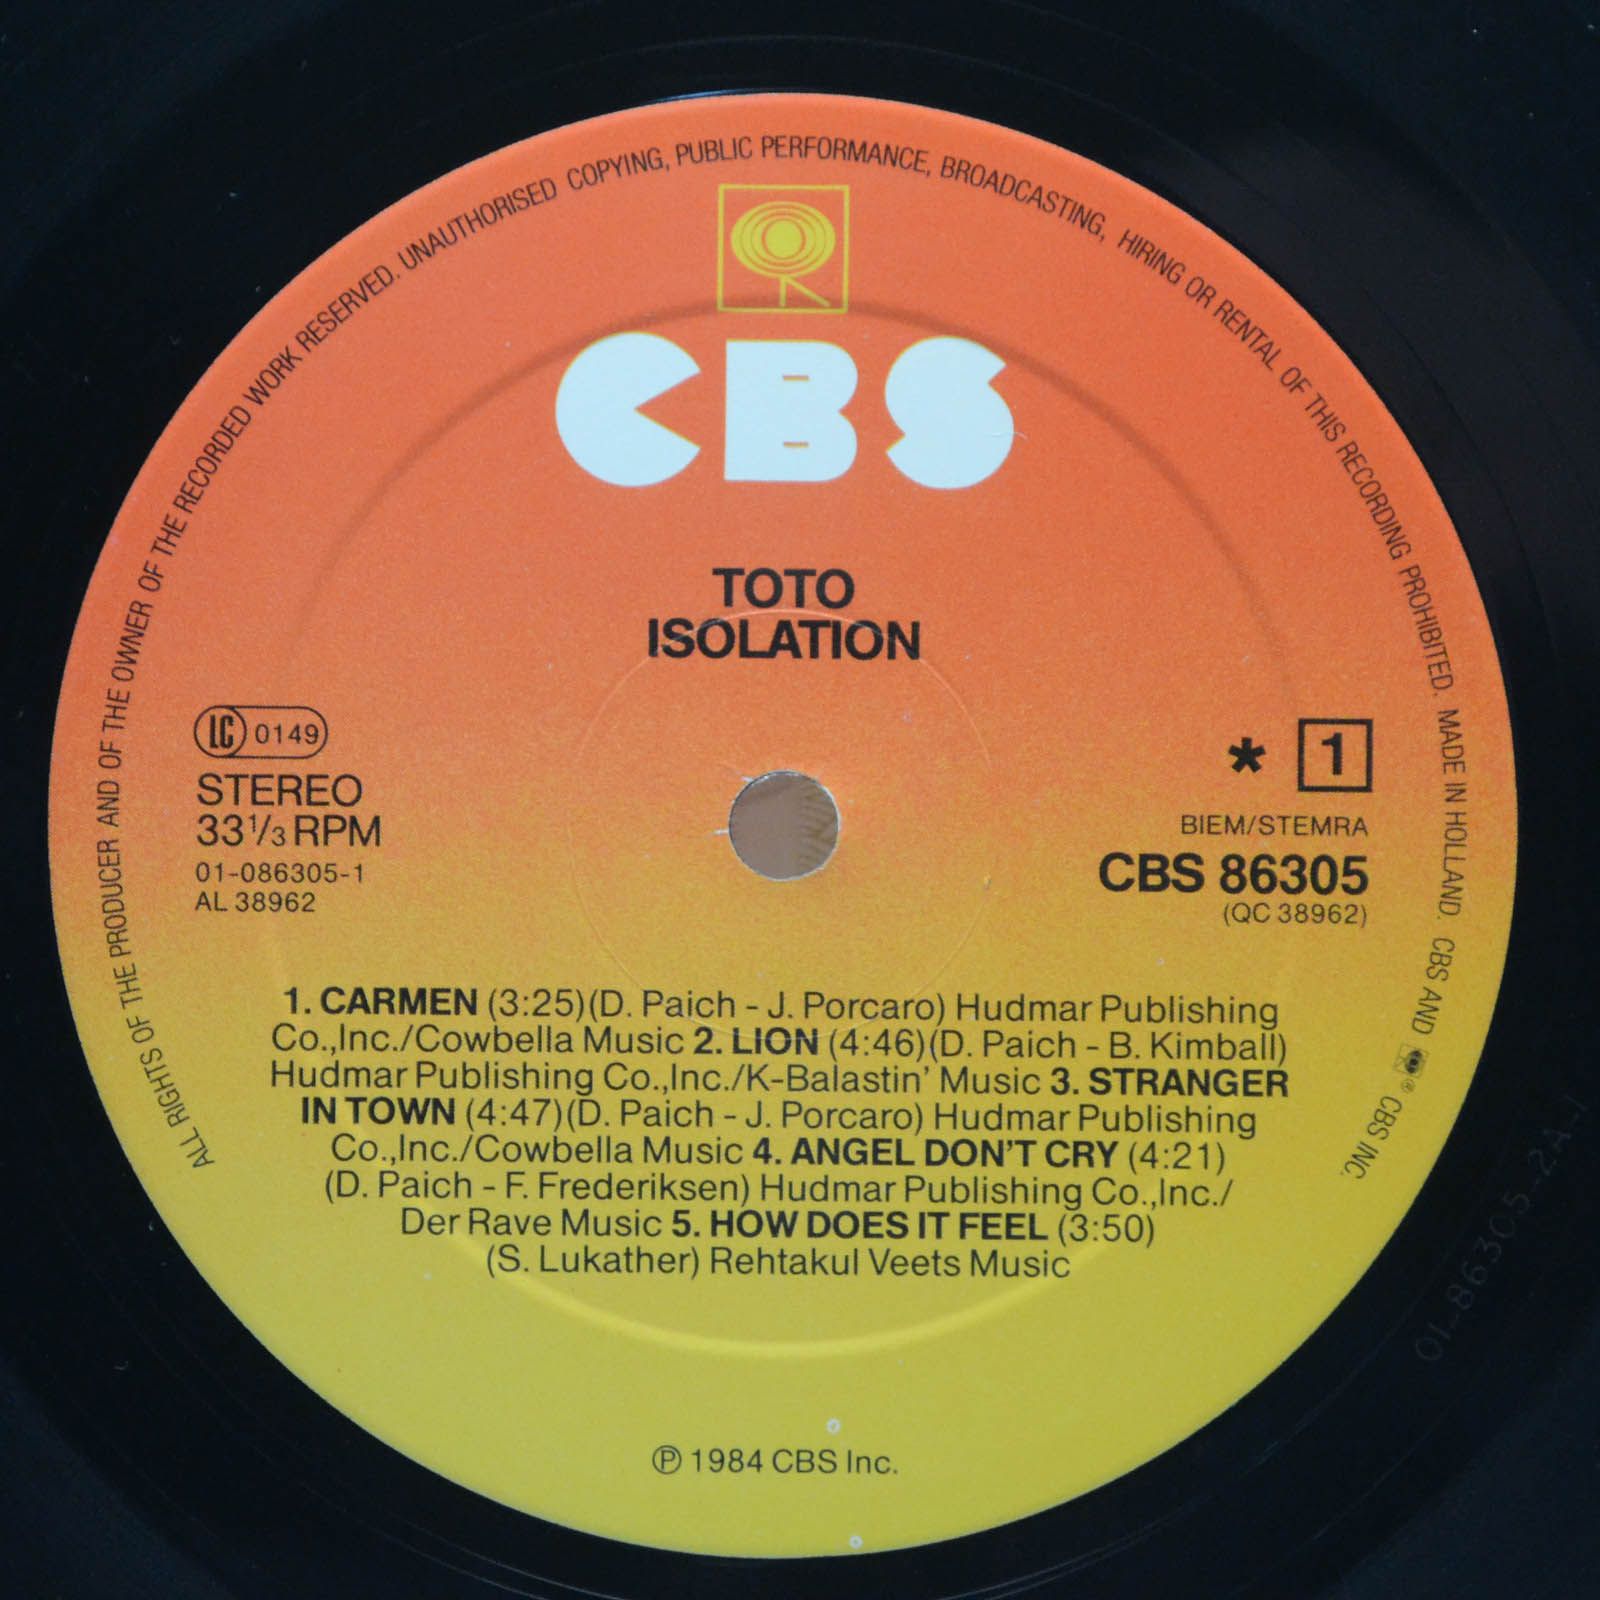 ALL RIGHTS OF THE PRODUCER AND OF THE OWNER OF THE RECORDED WORK RESERVED. UNAUTHORISED COPYING, PUBLIC PERFORMANCE, BROADCASTING, HIRING OR RENTAL OF THIS RECORDING PROHIBITED. MADE IN HOLLAND. CBS AND ® CBS INC.
CBS
TOTO
ISOLATION
LC 0149
STEREO
33 1/3 RPM
01-086305-1
AL 38962
* 1
BIEM/STEMRA
CBS 86305
(QC 38962)
1. CARMEN (3:25)(D. Paich - J. Porcaro) Hudmar Publishing
Co.,Inc./Cowbella Music 2. LION (4:46)(D. Paich - B. Kimball)
Hudmar Publishing Co.,Inc./K-Balastin' Music 3. STRANGER
IN TOWN (4:47)(D. Paich - J. Porcaro) Hudmar Publishing
Co.,Inc./Cowbella Music 4. ANGEL DON'T CRY (4:21)
(D. Paich - F. Frederiksen) Hudmar Publishing Co.,Inc./
Der Rave Music 5. HOW DOES IT FEEL (3:50)
(S. Lukather) Rehtakul Veets Music
℗ 1984 CBS Inc.
01-86305-2A-1